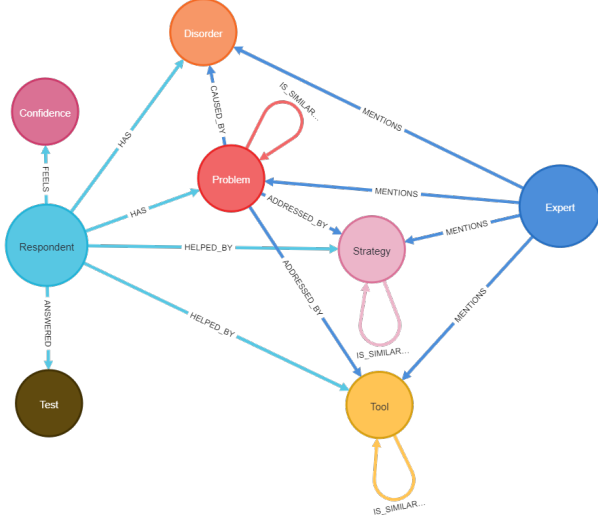 Disorder
IS_SIMILAR...
CAUSED_BY
Confidence
MENTIONS
HAS
FEELS
Problem
MENTIONS
HAS
ADDRESSED_BY
Expert
Respondent
HELPED_BY
Strategy
MENTIONS
ADDRESSED_BY
ANSWERED
HELPED_BY
MENTIONS
IS_SIMILAR...
Test
Tool
IS_SIMILAR...